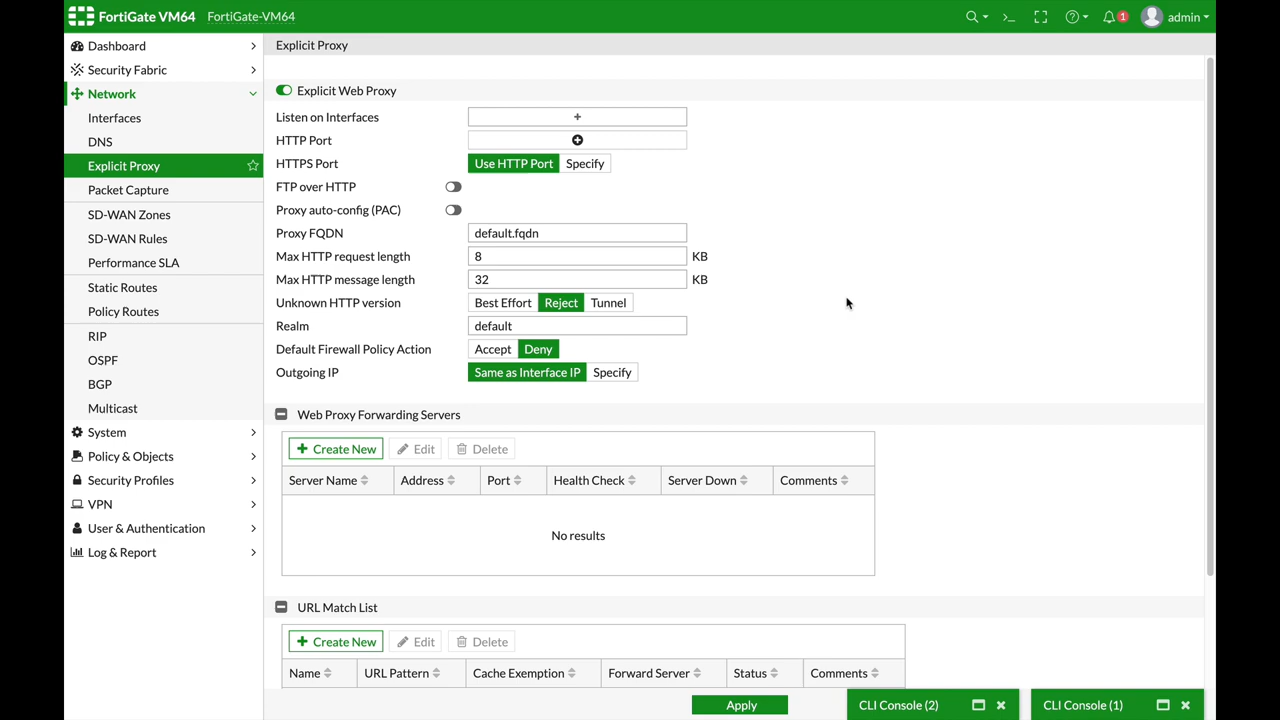 FortiGate VM64 FortiGate-VM64 >_ 1 admin
Dashboard
Security Fabric
Network
Interfaces
DNS
Explicit Proxy
Packet Capture
SD-WAN Zones
SD-WAN Rules
Performance SLA
Static Routes
Policy Routes
RIP
OSPF
BGP
Multicast
System
Policy & Objects
Security Profiles
VPN
User & Authentication
Log & Report
Explicit Proxy
Explicit Web Proxy
Listen on Interfaces +
HTTP Port
HTTPS Port Use HTTP Port Specify
FTP over HTTP
Proxy auto-config (PAC)
Proxy FQDN default.fqdn
Max HTTP request length 8 KB
Max HTTP message length 32 KB
Unknown HTTP version Best Effort Reject Tunnel
Realm default
Default Firewall Policy Action Accept Deny
Outgoing IP Same as Interface IP Specify
Web Proxy Forwarding Servers
+ Create New Edit Delete
Server Name Address Port Health Check Server Down Comments
No results
URL Match List
+ Create New Edit Delete
Name URL Pattern Cache Exemption Forward Server Status Comments
Apply
CLI Console (2) CLI Console (1)